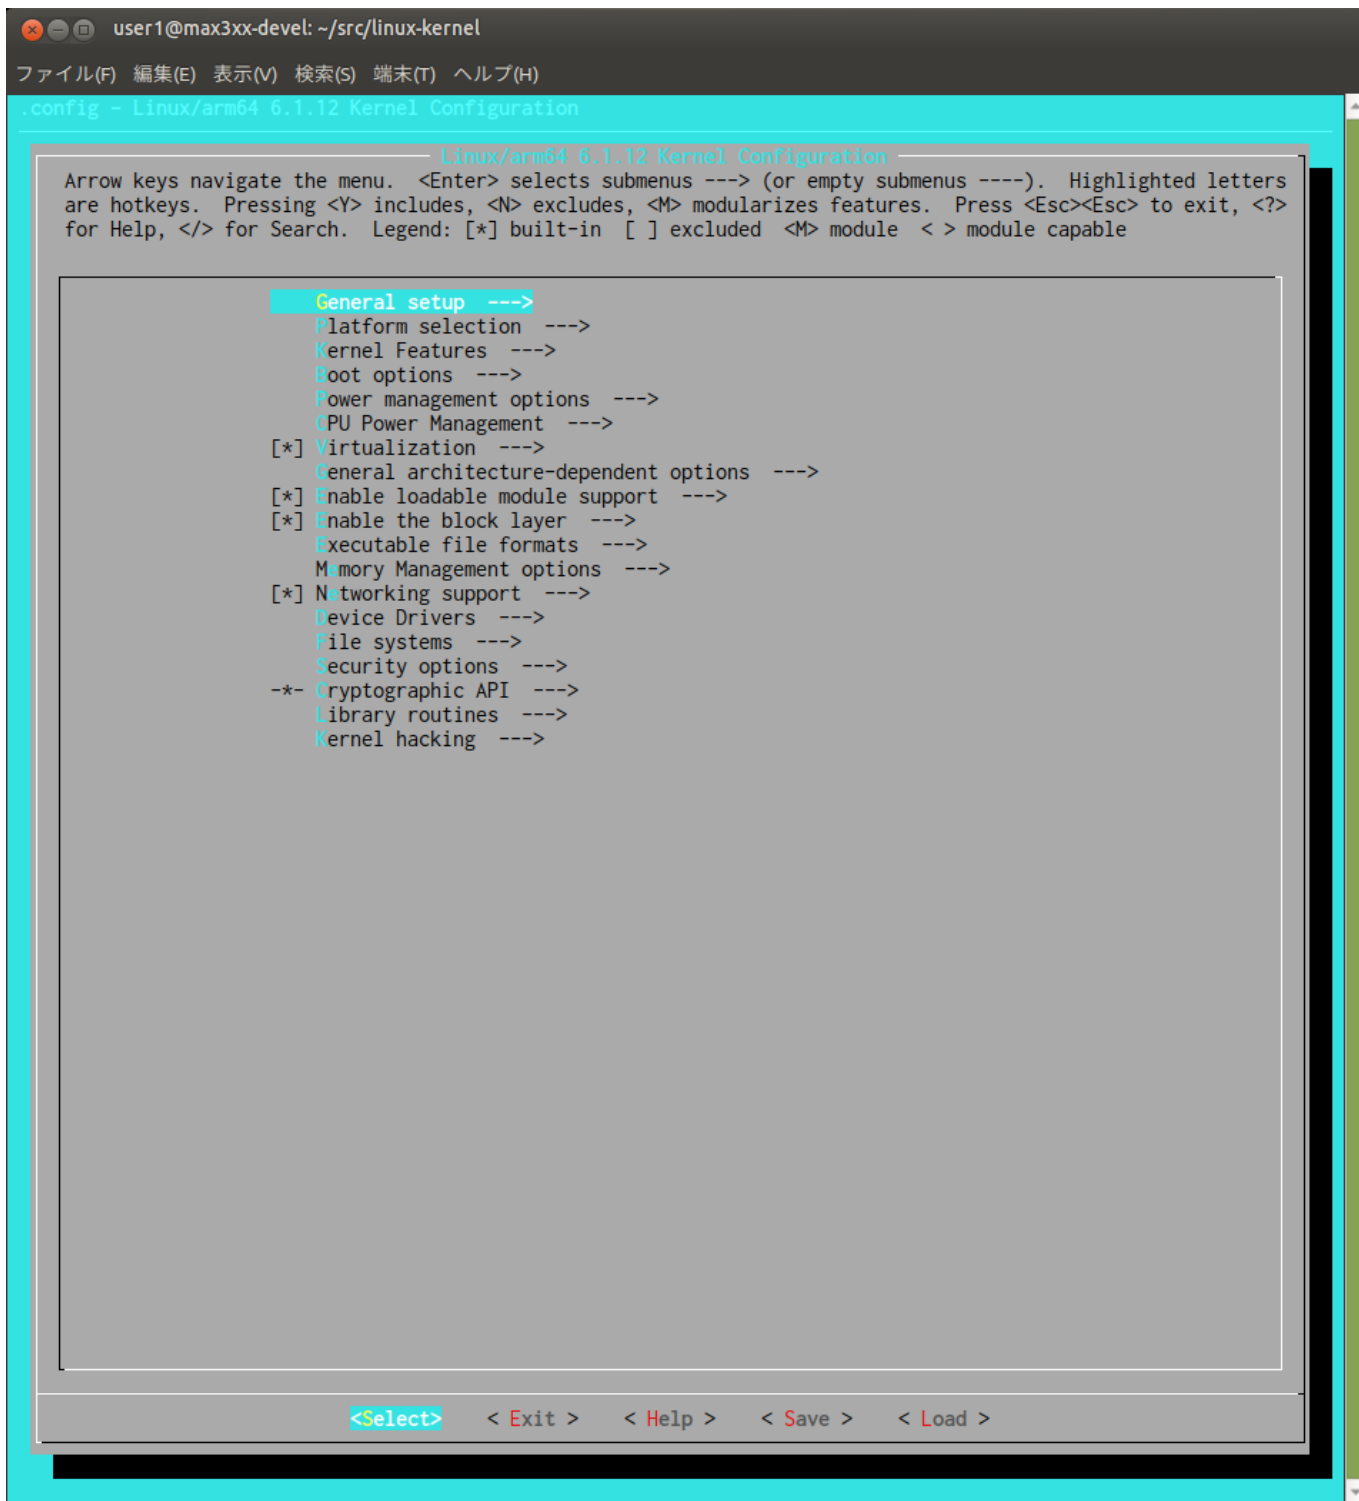 user1@max3xx-devel: ~/src/linux-kernel
ファイル(F) 編集(E) 表示(V) 検索(S) 端末(T) ヘルプ(H)
.config - Linux/arm64 6.1.12 Kernel Configuration
Linux/arm64 6.1.12 Kernel Configuration
Arrow keys navigate the menu.  <Enter> selects submenus ---> (or empty submenus ----).  Highlighted letters
are hotkeys.  Pressing <Y> includes, <N> excludes, <M> modularizes features.  Press <Esc><Esc> to exit, <?>
for Help, </> for Search.  Legend: [*] built-in  [ ] excluded  <M> module  < > module capable
General setup  --->
Platform selection  --->
Kernel Features  --->
Boot options  --->
Power management options  --->
CPU Power Management  --->
[*] Virtualization  --->
General architecture-dependent options  --->
[*] Enable loadable module support  --->
[*] Enable the block layer  --->
Executable file formats  --->
Memory Management options  --->
[*] Networking support  --->
Device Drivers  --->
File systems  --->
Security options  --->
-*- Cryptographic API  --->
Library routines  --->
Kernel hacking  --->
<Select>    < Exit >    < Help >    < Save >    < Load >